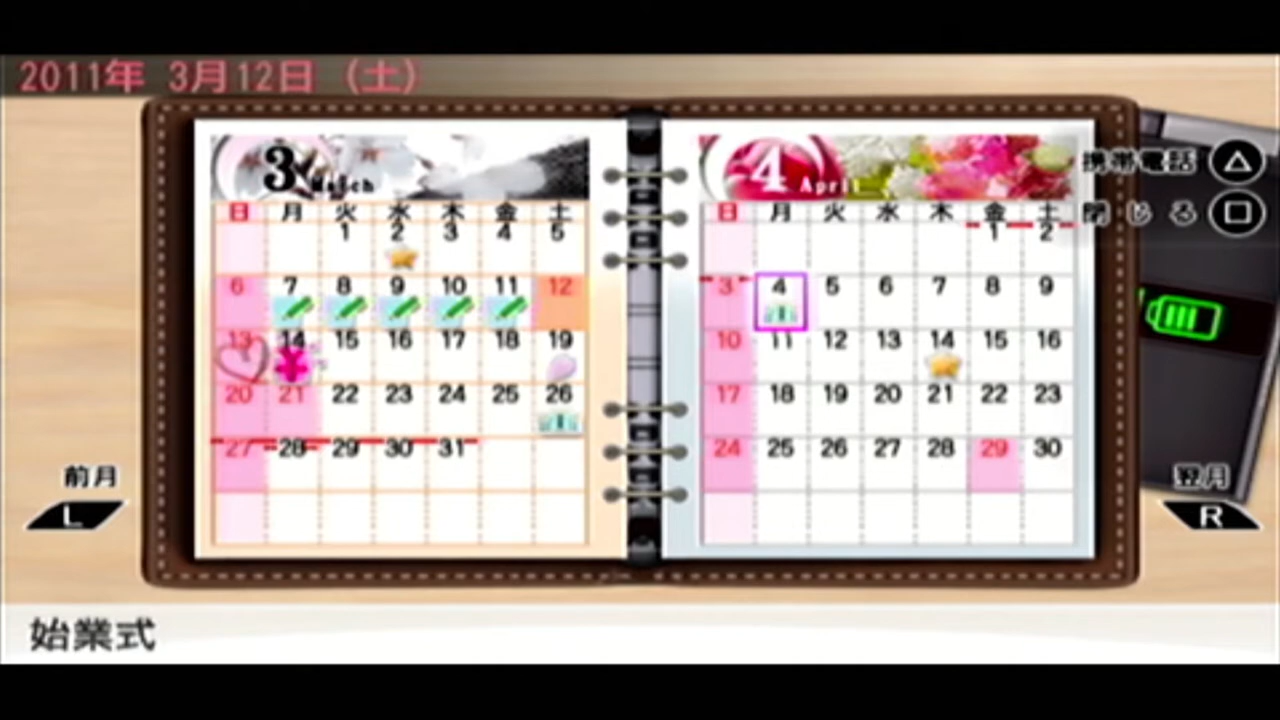 2011年 3月12日 (土)
3 March
日 月 火 水 木 金 土
1 2 3 4 5
6 7 8 9 10 11 12
13 14 15 16 17 18 19
20 21 22 23 24 25 26
27 28 29 30 31
4 April
日 月 火 水 木 金 土
1 2
3 4 5 6 7 8 9
10 11 12 13 14 15 16
17 18 19 20 21 22 23
24 25 26 27 28 29 30
携帯電話
閉じる
前月
L
翌月
R
始業式